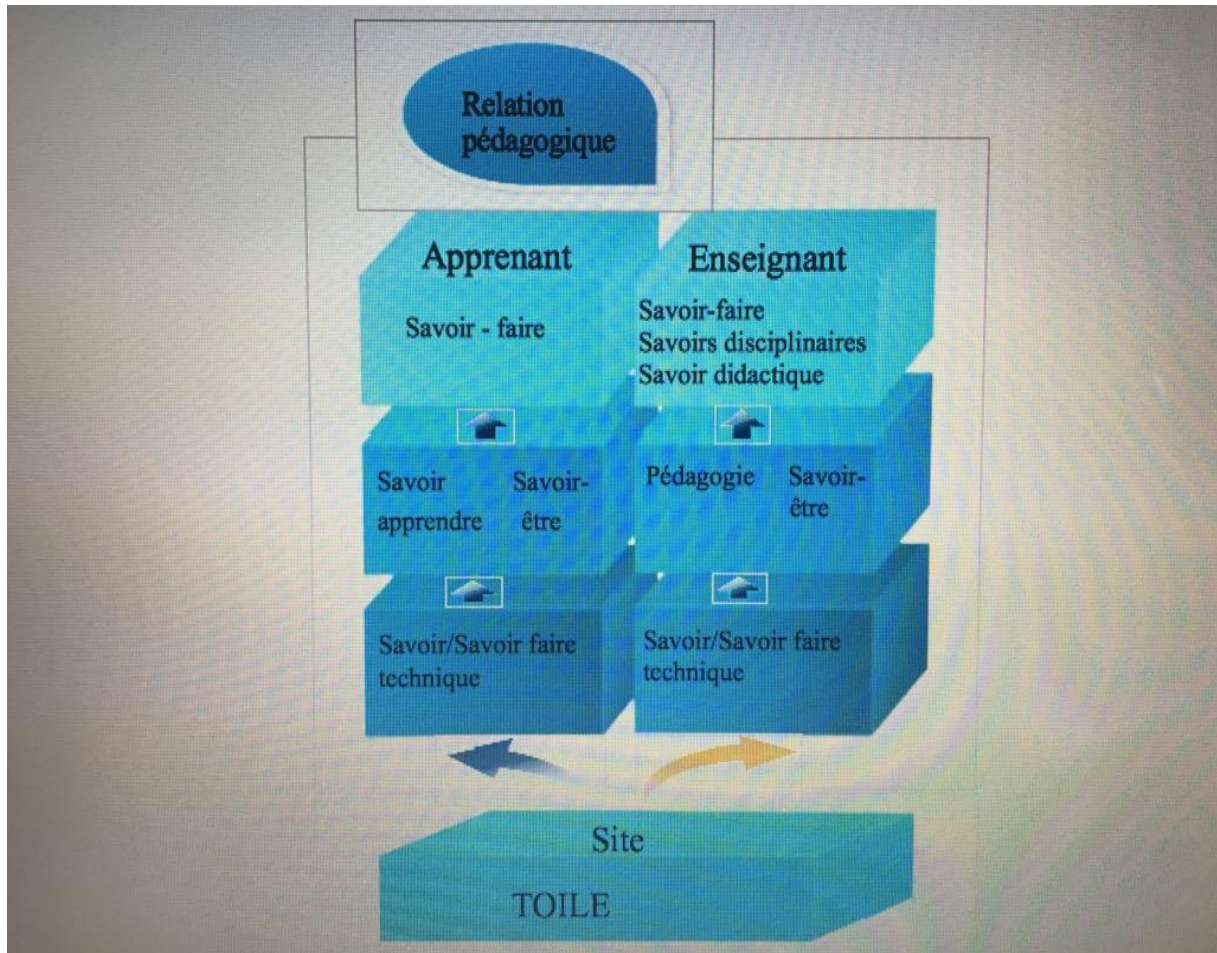 Relation
pédagogique
Apprenant
Savoir - faire
Enseignant
Savoir-faire
Savoirs disciplinaires
Savoir didactique
Savoir
apprendre
Savoir-
être
Pédagogie
Savoir-
être
Savoir/Savoir faire
technique
Savoir/Savoir faire
technique
Site
TOILE